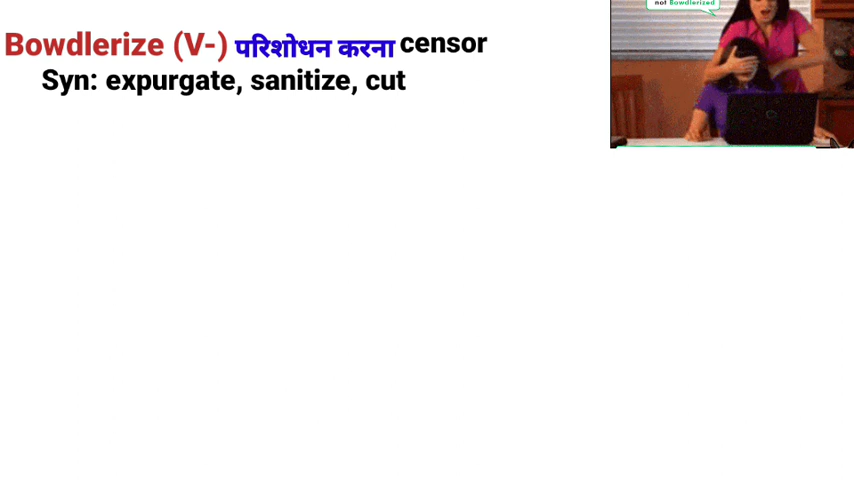 not Bowdlerized
Bowdlerize (V-) परिशोधन करना censor
Syn: expurgate, sanitize, cut